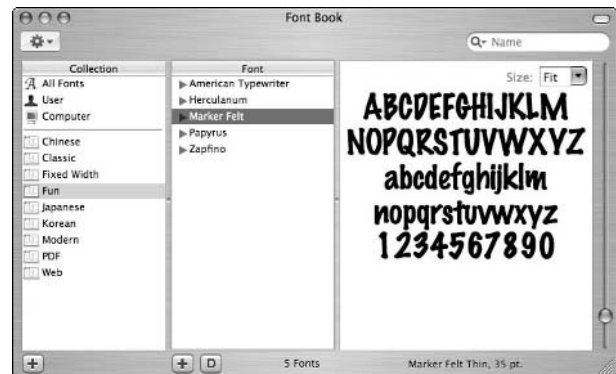 Font Book
Name
Collection
All Fonts
User
Computer
Chinese
Classic
Fixed Width
Fun
Japanese
Korean
Modern
PDF
Web
Font
American Typewriter
Herculanum
Marker Felt
Papyrus
Zapfino
Size: Fit
ABCDEFGHIJKLM
NOPQRSTUVWXYZ
abcdefghijklm
nopqrstuvwxyz
1234567890
D
5 Fonts
Marker Felt Thin, 35 pt.